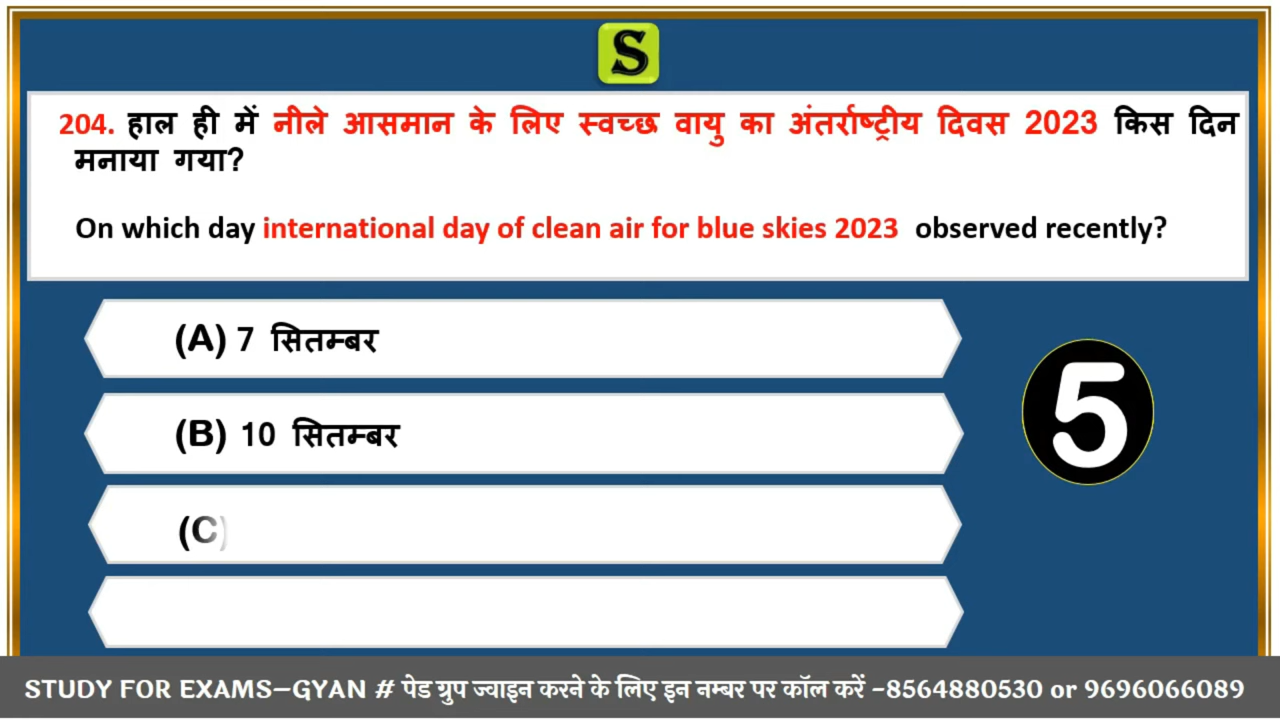 S
204. हाल ही में नीले आसमान के लिए स्वच्छ वायु का अंतर्राष्ट्रीय दिवस 2023 किस दिन
मनाया गया?
On which day international day of clean air for blue skies 2023 observed recently?
(A) 7 सितम्बर
(B) 10 सितम्बर
5
(C)
STUDY FOR EXAMS–GYAN # पेड ग्रुप ज्वाइन करने के लिए इन नम्बर पर कॉल करें –8564880530 or 9696066089